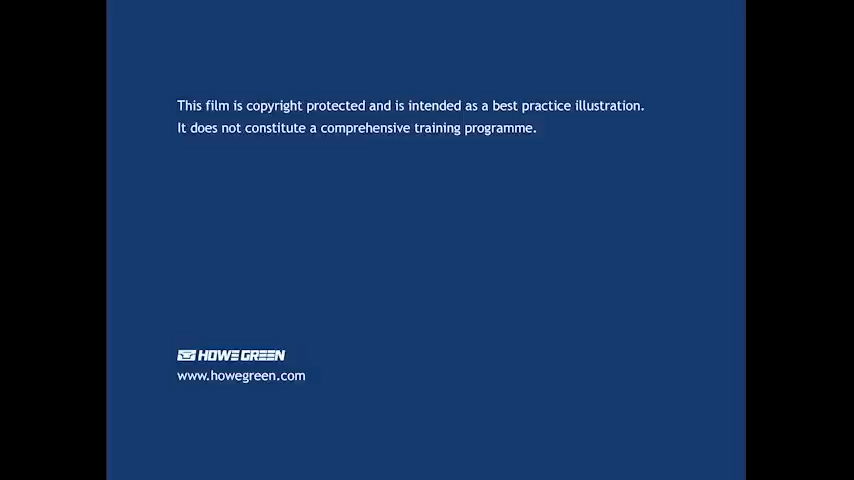 This film is copyright protected and is intended as a best practice illustration.
It does not constitute a comprehensive training programme.
HOWE GREEN
www.howegreen.com